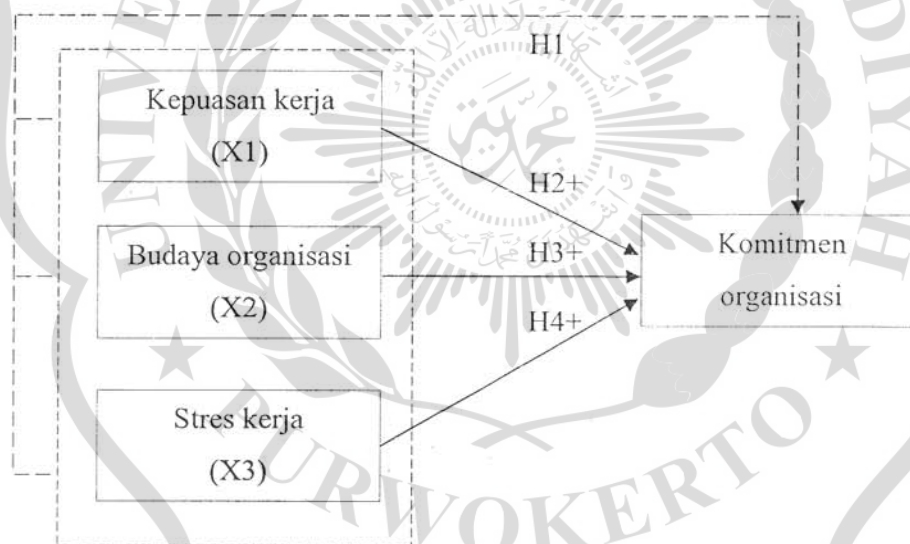 H1
Kepuasan kerja
(X1)
H2+
Budaya organisasi
(X2)
H3+
Komitmen
organisasi
H4+
Stres kerja
(X3)
PURWOKERTO